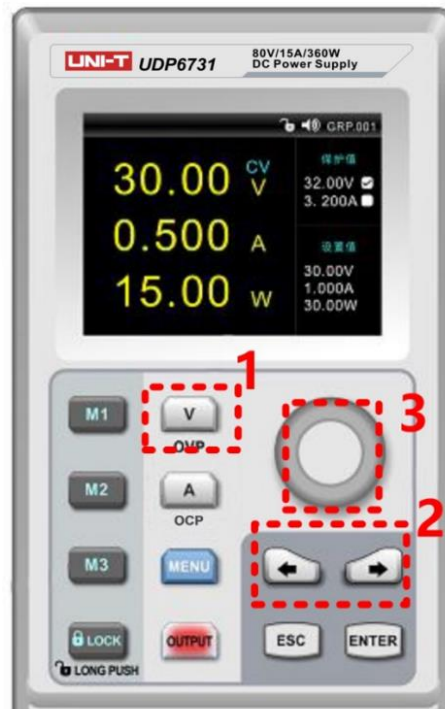 UNI-T UDP6731
80V/15A/360W
DC Power Supply
GRP.001
30.00 CV V
0.500 A
15.00 W
保护值
32.00V
3. 200A
设置值
30.00V
1.000A
30.00W
1
3
2
M1
V
OVP
M2
A
OCP
M3
MENU
LOCK
OUTPUT
ESC
ENTER
LONG PUSH